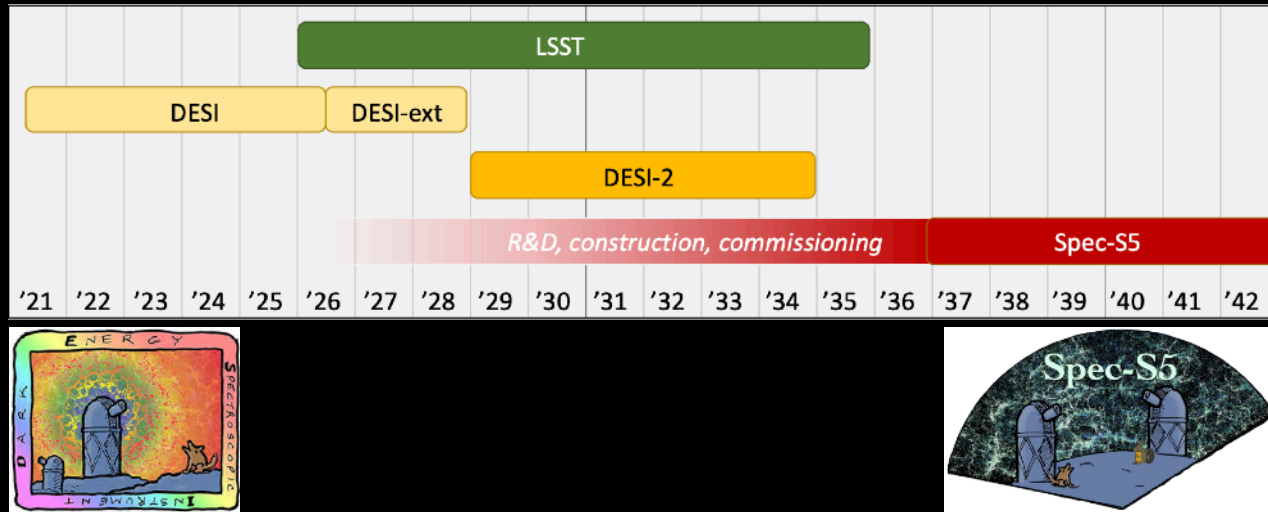 LSST
DESI
DESI-ext
DESI-2
R&D, construction, commissioning
Spec-S5
'21 '22 '23 '24 '25 '26 '27 '28 '29 '30 '31 '32 '33 '34 '35 '36 '37 '38 '39 '40 '41 '42
DARK
ENERGY
SPECTROSCOPIC
INSTRUMENT
Spec-S5